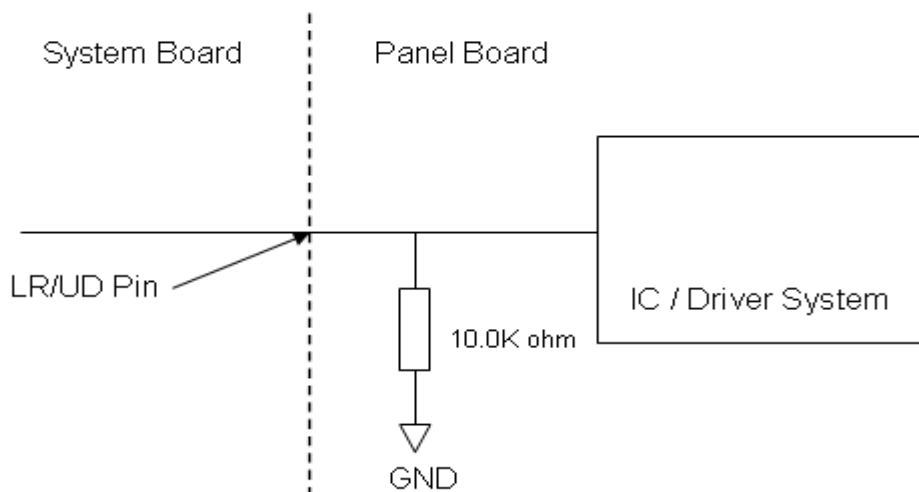 System Board
Panel Board
LR/UD Pin
IC / Driver System
10.0K ohm
GND